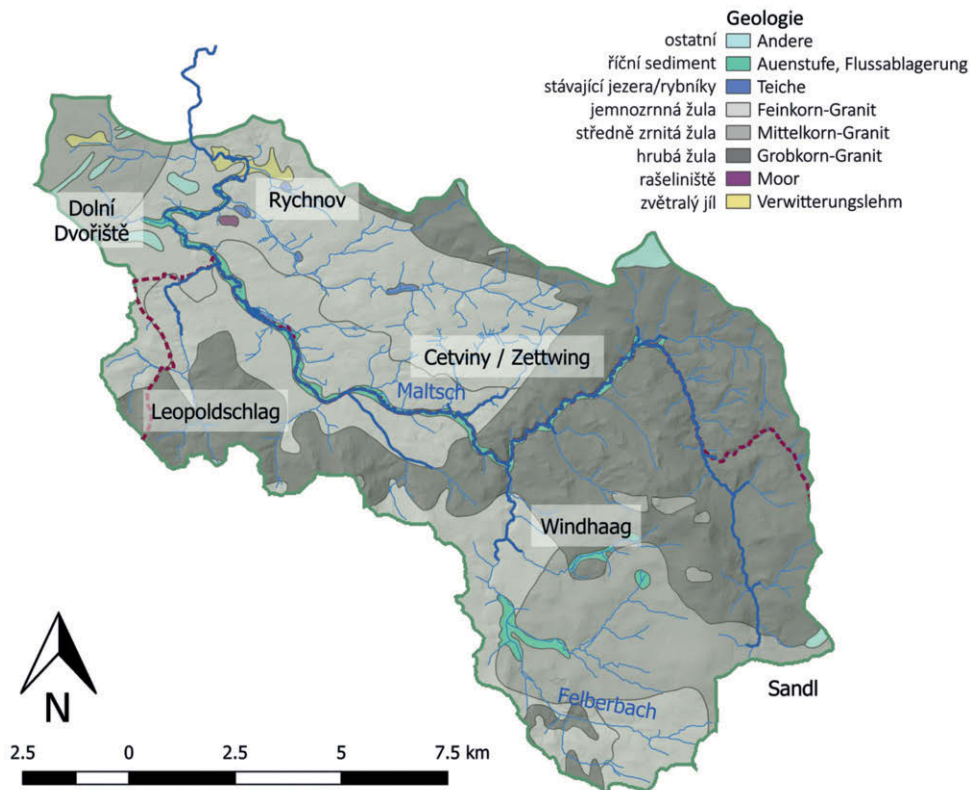 Geologie
ostatní Andere
říční sediment Auenstufe, Flussablagerung
stávající jezera/rybníky Teiche
jemnozrnná žula Feinkorn-Granit
středně zrnitá žula Mittelkorn-Granit
hrubá žula Grobkorn-Granit
rašeliniště Moor
zvětralý jíl Verwitterungslehm
Rychnov
Dolní
Dvořiště
Cetviny / Zettwing
Maltsch
Leopoldschlag
Windhaag
Sandl
Felberbach
N
2.5 0 2.5 5 7.5 km